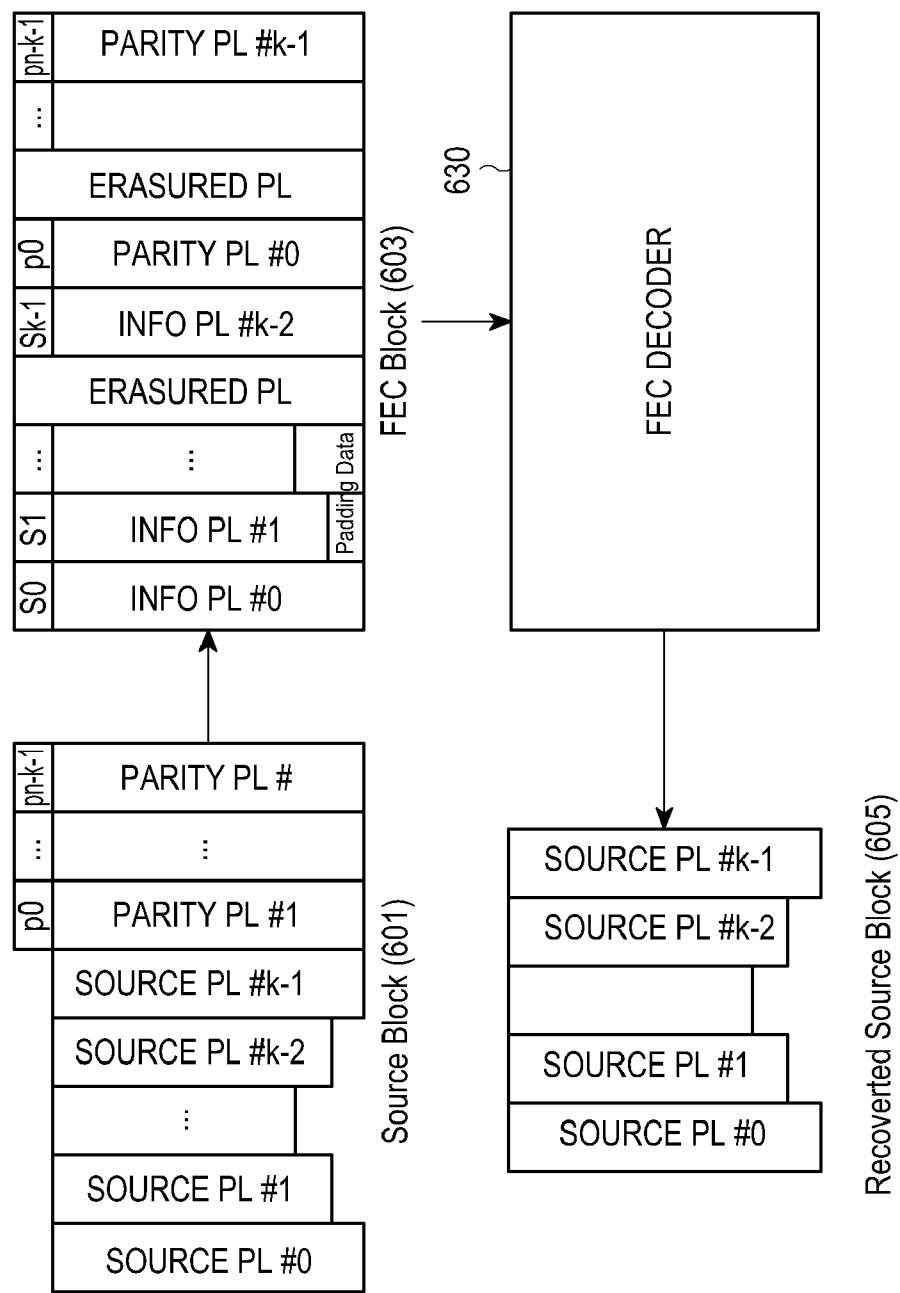 pn-k-1 PARITY PL #k-1
...
ERASURED PL
p0 PARITY PL #0
Sk-1 INFO PL #k-2
ERASURED PL
... ...
Padding Data
S1 INFO PL #1
S0 INFO PL #0
FEC Block (603)
630
FEC DECODER
pn-k-1 PARITY PL #
... ...
p0 PARITY PL #1
SOURCE PL #k-1
SOURCE PL #k-2
...
SOURCE PL #1
SOURCE PL #0
Source Block (601)
SOURCE PL #k-1
SOURCE PL #k-2
SOURCE PL #1
SOURCE PL #0
Recoverted Source Block (605)